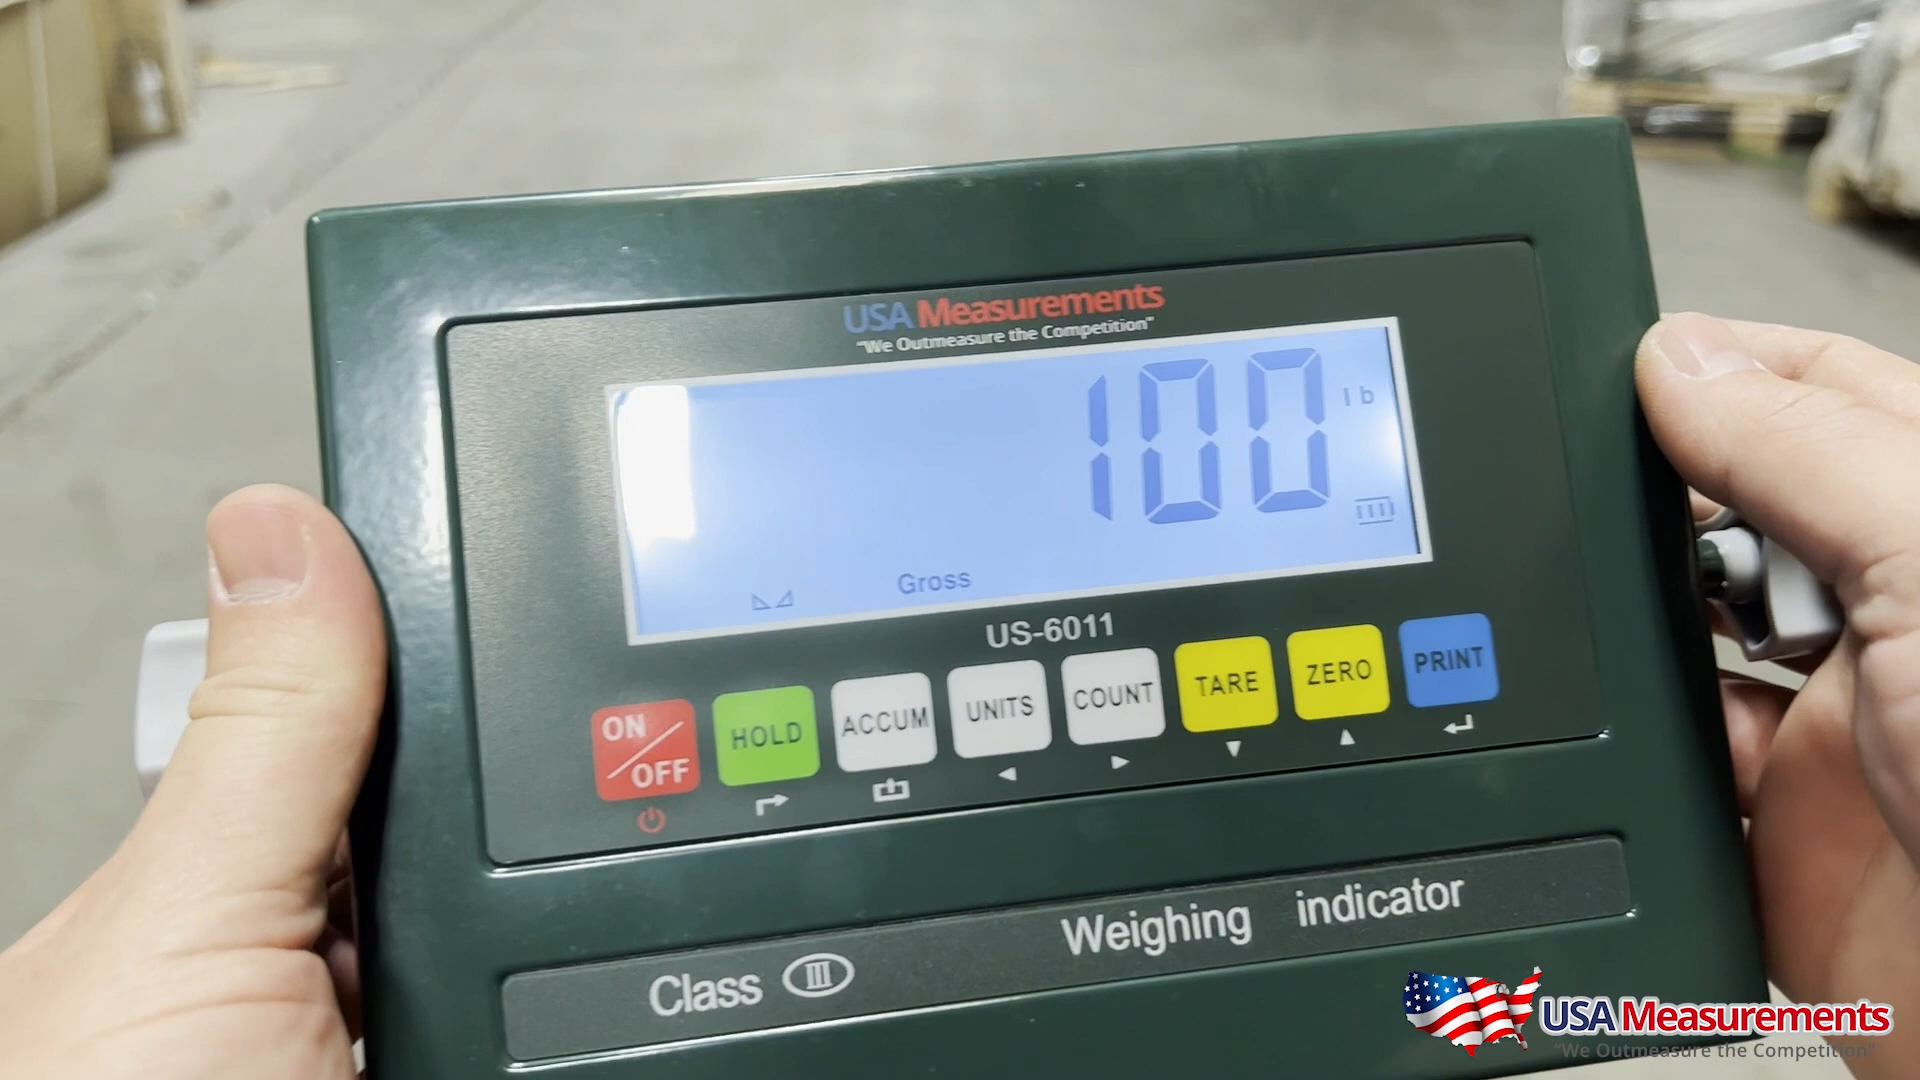 USA Measurements
"We Outmeasure the Competition"
100 lb
Gross
US-6011
ON/OFF HOLD ACCUM UNITS COUNT TARE ZERO PRINT
Weighing indicator
Class III
USA Measurements
"We Outmeasure the Competition"